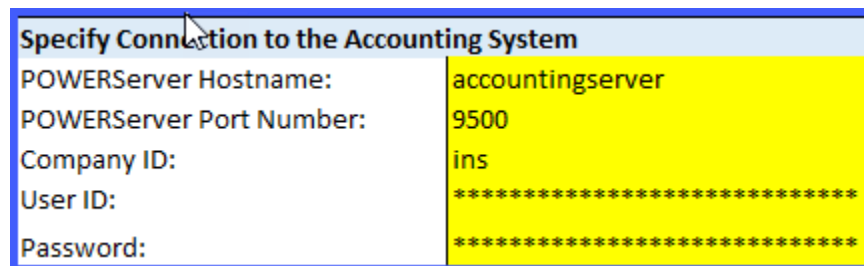 Specify Connection to the Accounting System
POWERServer Hostname: accountingserver
POWERServer Port Number: 9500
Company ID: ins
User ID: *****************************
Password: *****************************